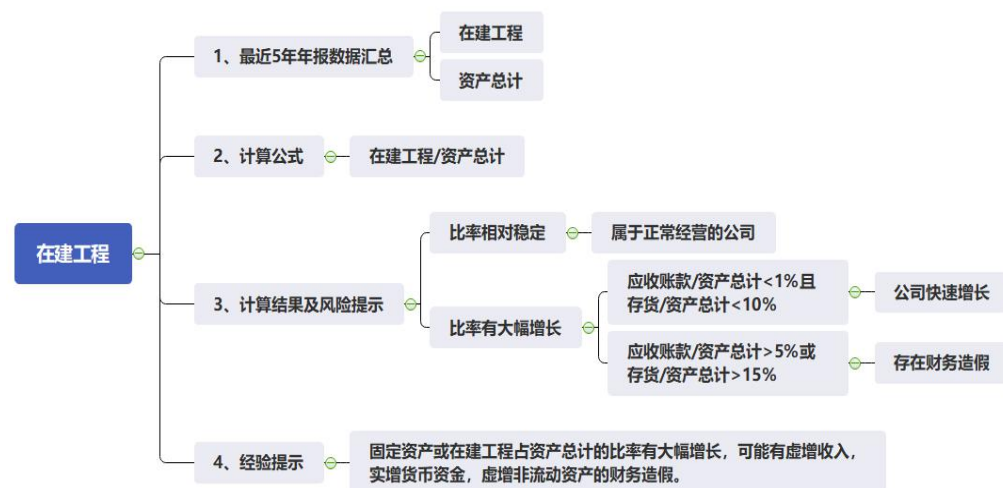 在建工程
1、最近5年年报数据汇总
在建工程
资产总计
2、计算公式
在建工程/资产总计
3、计算结果及风险提示
比率相对稳定
属于正常经营的公司
比率有大幅增长
应收账款/资产总计<1%且
存货/资产总计<10%
公司快速增长
应收账款/资产总计>5%或
存货/资产总计>15%
存在财务造假
4、经验提示
固定资产或在建工程占资产总计的比率有大幅增长，可能有虚增收入，
实增货币资金，虚增非流动资产的财务造假。